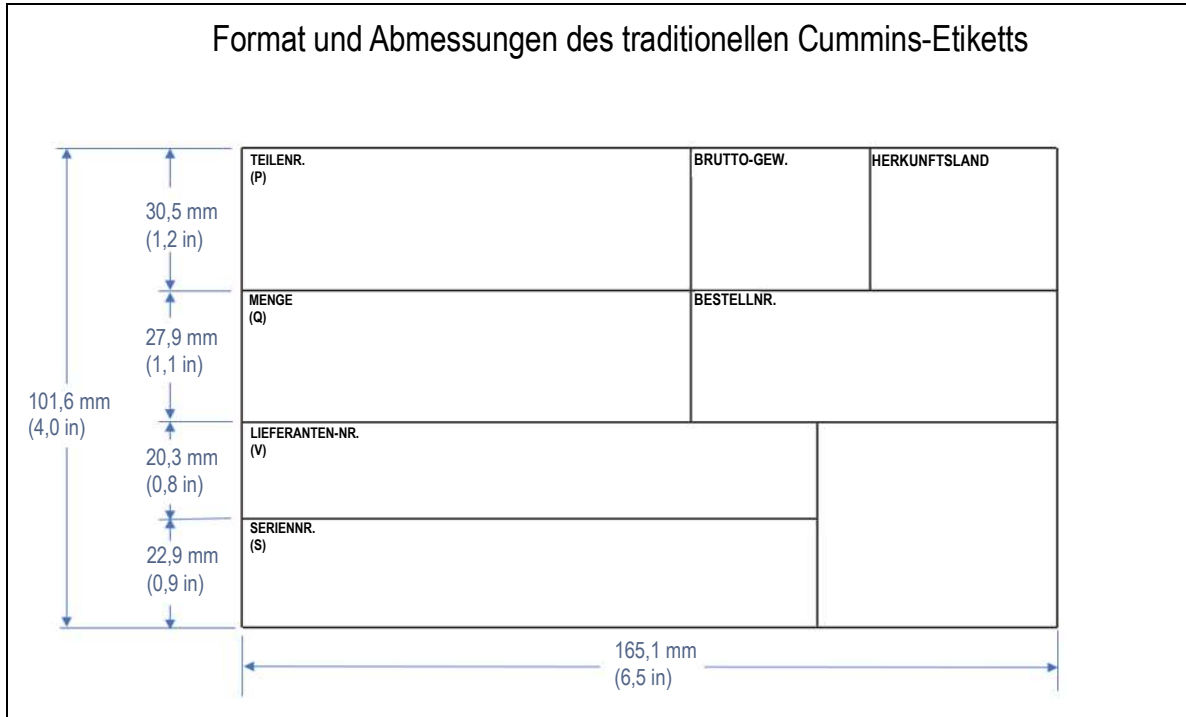 Format und Abmessungen des traditionellen Cummins-Etiketts
TEILENR.
(P)
BRUTTO-GEW.
HERKUNFTSLAND
30,5 mm
(1,2 in)
MENGE
(Q)
BESTELLNR.
27,9 mm
(1,1 in)
101,6 mm
(4,0 in)
LIEFERANTEN-NR.
(V)
20,3 mm
(0,8 in)
SERIENNR.
(S)
22,9 mm
(0,9 in)
165,1 mm
(6,5 in)